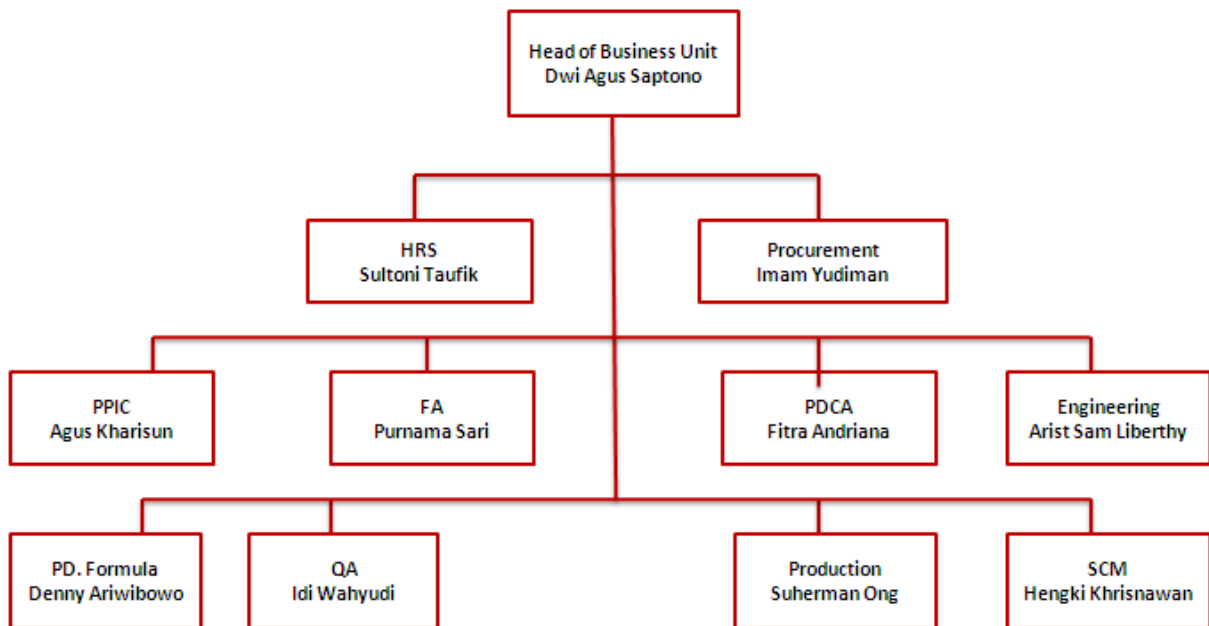 Head of Business Unit
Dwi Agus Saptono
HRS
Sultoni Taufik
Procurement
Imam Yudiman
PPIC
Agus Kharisun
FA
Purnama Sari
PDCA
Fitra Andriana
Engineering
Arist Sam Liberthy
PD. Formula
Denny Ariwibowo
QA
Idi Wahyudi
Production
Suherman Ong
SCM
Hengki Khrisnawan